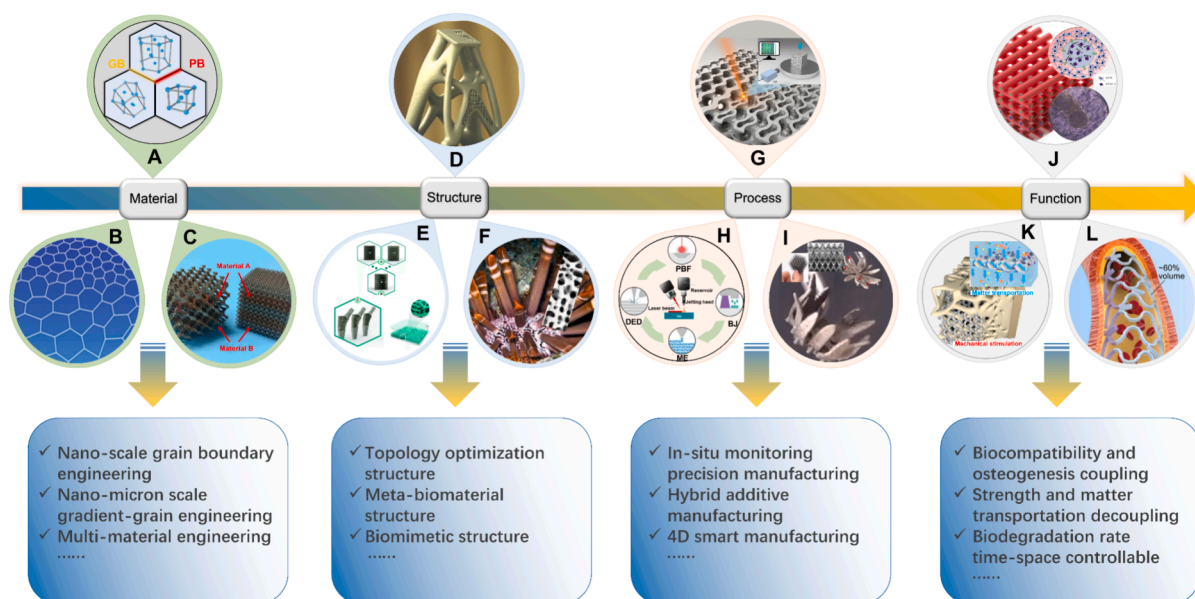 GB
PB
A
D
G
J
Material
Structure
Process
Function
B
C
Material A
Material B
E
F
H
PBF
Reservoir
Laser beam
Jetting head
DED
BJ
ME
I
K
Matter transportation
Mechanical stimulation
L
~60%
volume
✓ Nano-scale grain boundary
engineering
✓ Nano-micron scale
gradient-grain engineering
✓ Multi-material engineering
......
✓ Topology optimization
structure
✓ Meta-biomaterial
structure
✓ Biomimetic structure
......
✓ In-situ monitoring
precision manufacturing
✓ Hybrid additive
manufacturing
✓ 4D smart manufacturing
......
✓ Biocompatibility and
osteogenesis coupling
✓ Strength and matter
transportation decoupling
✓ Biodegradation rate
time-space controllable
......